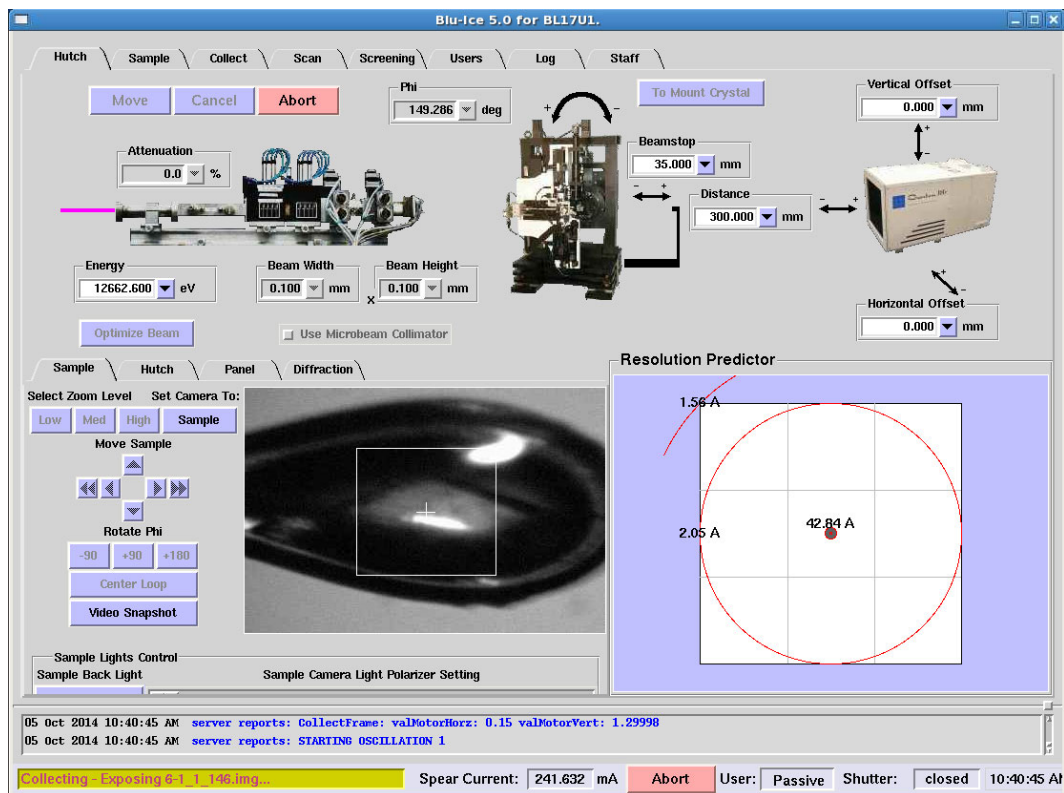 Blu-Ice 5.0 for BL17U1.
Hutch Sample Collect Scan Screening Users Log Staff
Move Cancel Abort
Phi
149.286 deg
To Mount Crystal
Vertical Offset
0.000 mm
Attenuation
0.0 %
Beamstop
35.000 mm
Distance
300.000 mm
Energy
12662.600 eV
Beam Width
0.100 mm
x
Beam Height
0.100 mm
Horizontal Offset
0.000 mm
Optimize Beam
Use Microbeam Collimator
+ -
- +
- +
+
-
+
-
Sample Hutch Panel Diffraction
Select Zoom Level Set Camera To:
Low Med High Sample
Move Sample
Rotate Phi
-90 +90 +180
Center Loop
Video Snapshot
Sample Lights Control
Sample Back Light Sample Camera Light Polarizer Setting
Resolution Predictor
1.56 A
42.84 A
2.05 A
05 Oct 2014 10:40:45 AM server reports: CollectFrame: valMotorHorz: 0.15 valMotorVert: 1.29998
05 Oct 2014 10:40:45 AM server reports: STARTING OSCILLATION 1
Collecting - Exposing 6-1_1_146.img... Spear Current: 241.632 mA Abort User: Passive Shutter: closed 10:40:45 AM